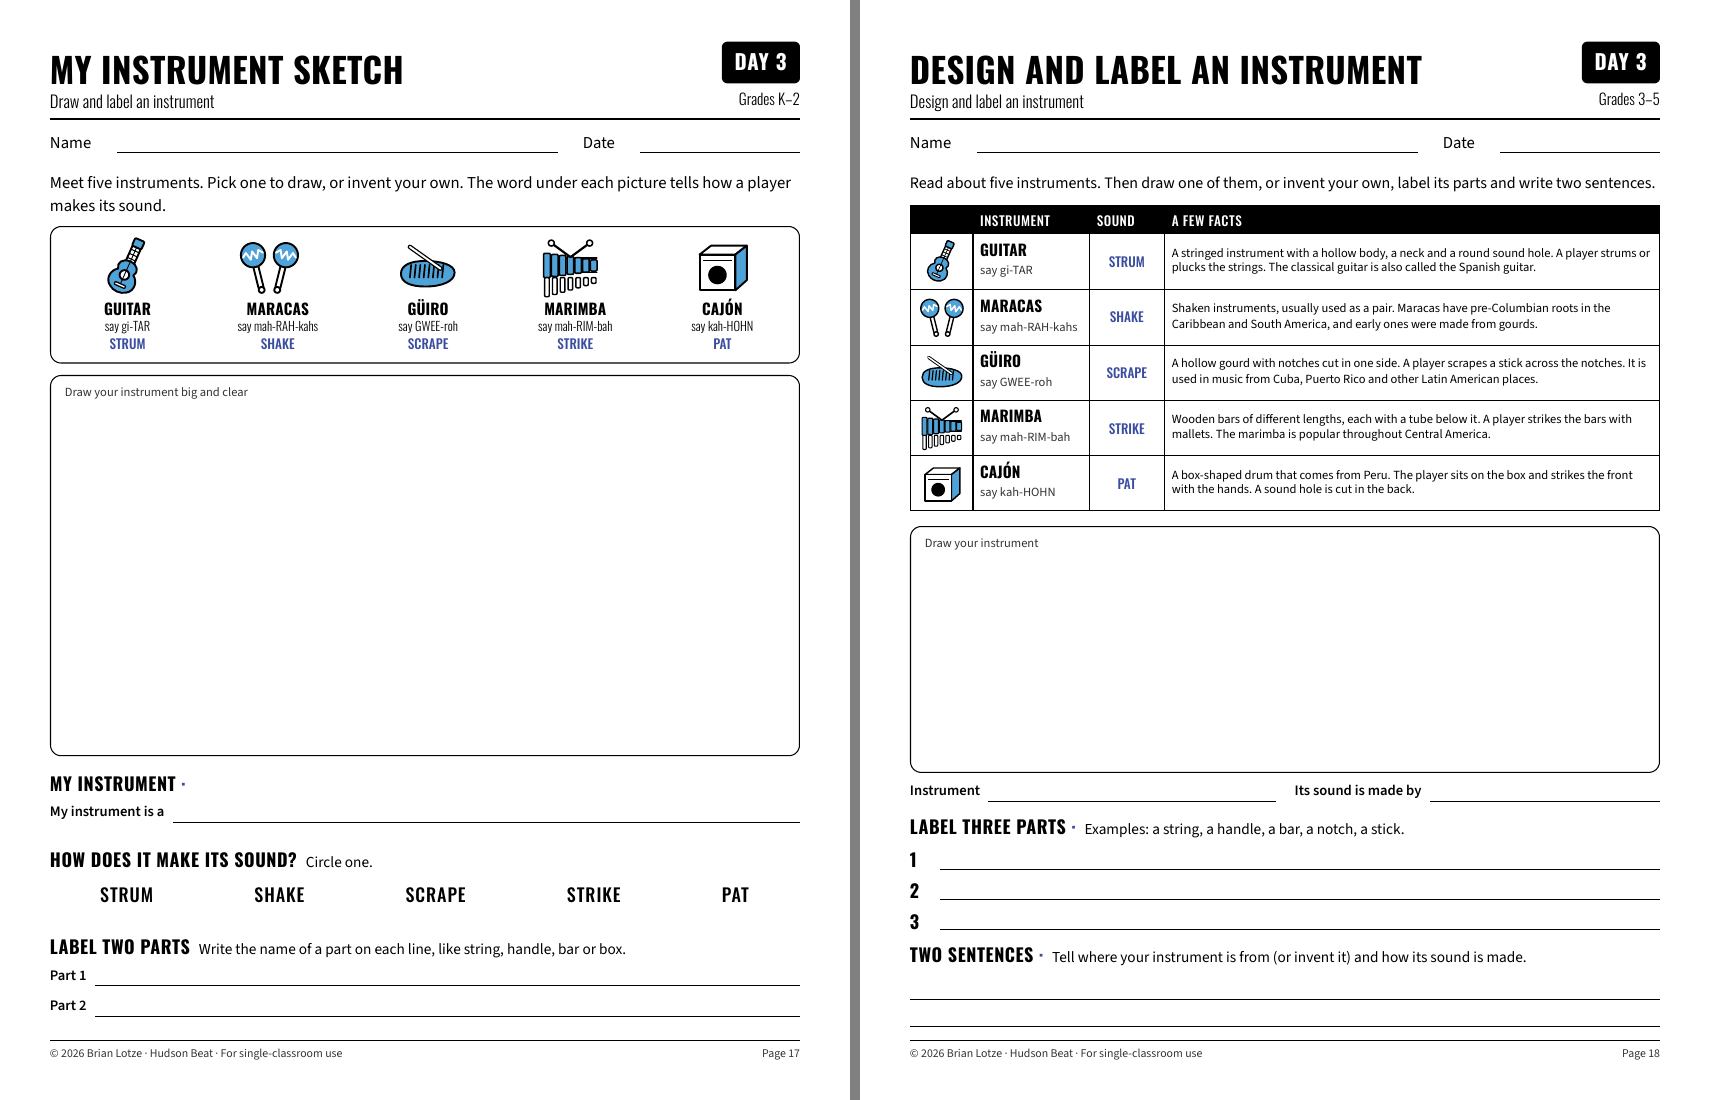 MY INSTRUMENT SKETCH
DAY 3
Draw and label an instrument
Grades K–2
Name
Date
Meet five instruments. Pick one to draw, or invent your own. The word under each picture tells how a player
makes its sound.
GUITAR
say gi-TAR
STRUM
MARACAS
say mah-RAH-kahs
SHAKE
GÜIRO
say GWEE-roh
SCRAPE
MARIMBA
say mah-RIM-bah
STRIKE
CAJÓN
say kah-HOHN
PAT
Draw your instrument big and clear
MY INSTRUMENT ·
My instrument is a
HOW DOES IT MAKE ITS SOUND? Circle one.
STRUM SHAKE SCRAPE STRIKE PAT
LABEL TWO PARTS Write the name of a part on each line, like string, handle, bar or box.
Part 1
Part 2
© 2026 Brian Lotze · Hudson Beat · For single-classroom use
Page 17
DESIGN AND LABEL AN INSTRUMENT
DAY 3
Design and label an instrument
Grades 3–5
Name
Date
Read about five instruments. Then draw one of them, or invent your own, label its parts and write two sentences.
INSTRUMENT SOUND A FEW FACTS
GUITAR
say gi-TAR
STRUM
A stringed instrument with a hollow body, a neck and a round sound hole. A player strums or
plucks the strings. The classical guitar is also called the Spanish guitar.
MARACAS
say mah-RAH-kahs
SHAKE
Shaken instruments, usually used as a pair. Maracas have pre-Columbian roots in the
Caribbean and South America, and early ones were made from gourds.
GÜIRO
say GWEE-roh
SCRAPE
A hollow gourd with notches cut in one side. A player scrapes a stick across the notches. It is
used in music from Cuba, Puerto Rico and other Latin American places.
MARIMBA
say mah-RIM-bah
STRIKE
Wooden bars of different lengths, each with a tube below it. A player strikes the bars with
mallets. The marimba is popular throughout Central America.
CAJÓN
say kah-HOHN
PAT
A box-shaped drum that comes from Peru. The player sits on the box and strikes the front
with the hands. A sound hole is cut in the back.
Draw your instrument
Instrument
Its sound is made by
LABEL THREE PARTS · Examples: a string, a handle, a bar, a notch, a stick.
1
2
3
TWO SENTENCES · Tell where your instrument is from (or invent it) and how its sound is made.
© 2026 Brian Lotze · Hudson Beat · For single-classroom use
Page 18